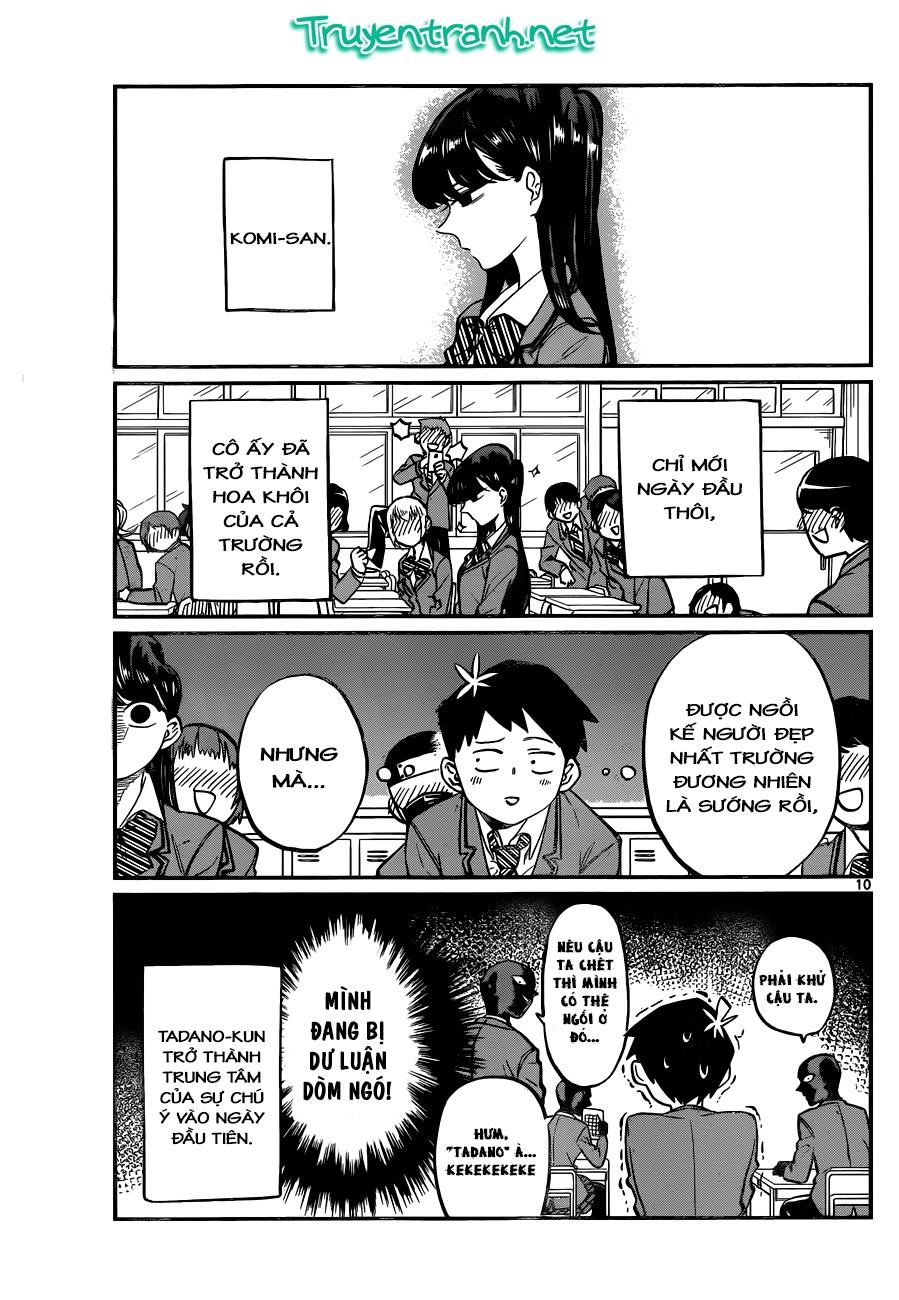 Truyentranh.net
KOMI-SAN.
CHỈ MỚI
NGÀY ĐẦU
THÔI,
CÔ ẤY ĐÃ
TRỞ THÀNH
HOA KHÔI
CỦA CẢ
TRƯỜNG
RỒI.
ĐƯỢC NGỒI
KẾ NGƯỜI ĐẸP
NHẤT TRƯỜNG
ĐƯƠNG NHIÊN
LÀ SƯỚNG RỒI,
NHƯNG
MÀ...
10
PHẢI KHỬ
CẬU TA.
NẾU CẬU
TA CHẾT
THÌ MÌNH
CÓ THỂ
NGỒI Ở
ĐÓ...
HƯM,
"TADANO" À...
KEKEKEKEKE
MÌNH
ĐANG BỊ
DƯ LUẬN
DÒM NGÓ!
TADANO-KUN
TRỞ THÀNH
TRUNG TÂM
CỦA SỰ CHÚ
Ý VÀO NGÀY
ĐẦU TIÊN.